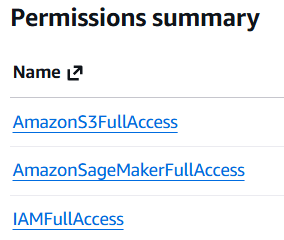 Permissions summary
Name
AmazonS3FullAccess
AmazonSageMakerFullAccess
IAMFullAccess